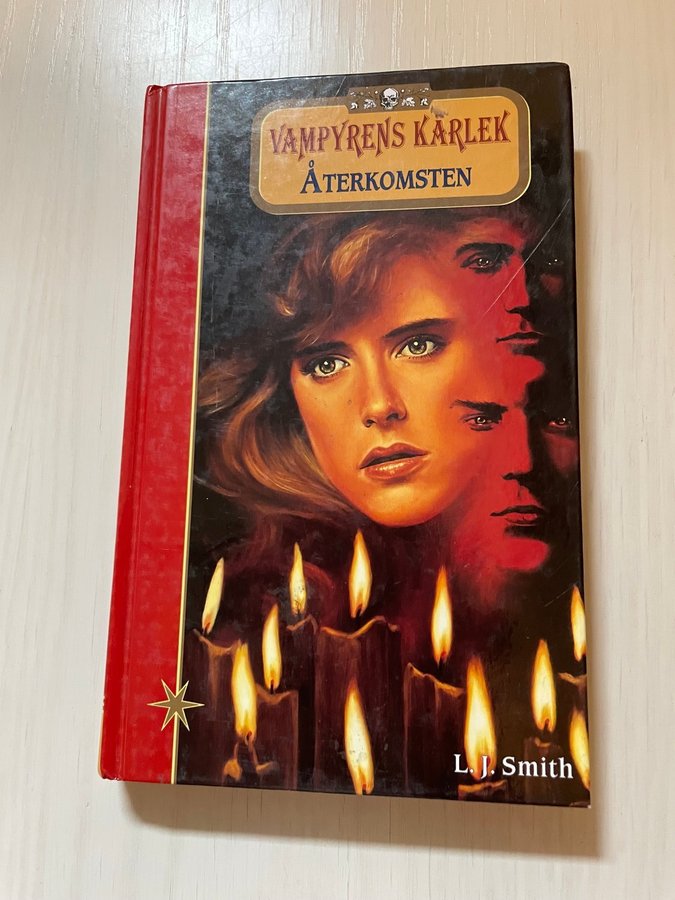 VAMPYRENS KÄRLEK
ÅTERKOMSTEN
L. J. Smith